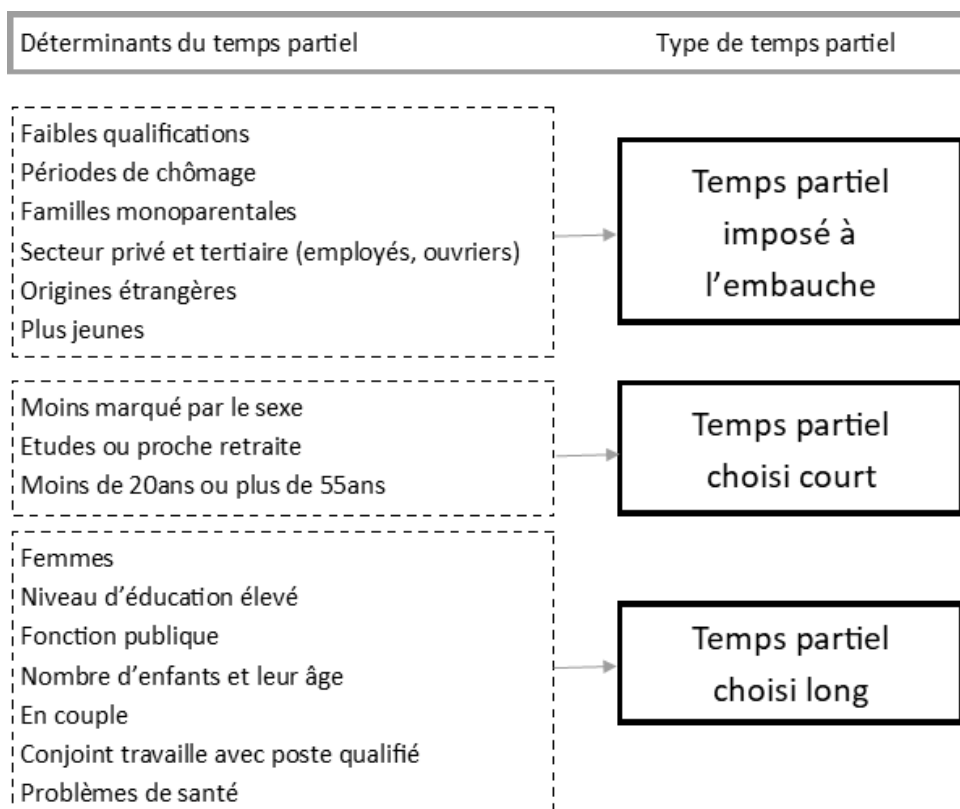 Déterminants du temps partiel
Type de temps partiel
Faibles qualifications
Périodes de chômage
Familles monoparentales
Secteur privé et tertiaire (employés, ouvriers)
Origines étrangères
Plus jeunes
Temps partiel
imposé à
l’embauche
Moins marqué par le sexe
Etudes ou proche retraite
Moins de 20ans ou plus de 55ans
Temps partiel
choisi court
Femmes
Niveau d’éducation élevé
Fonction publique
Nombre d’enfants et leur âge
En couple
Conjoint travaille avec poste qualifié
Problèmes de santé
Temps partiel
choisi long